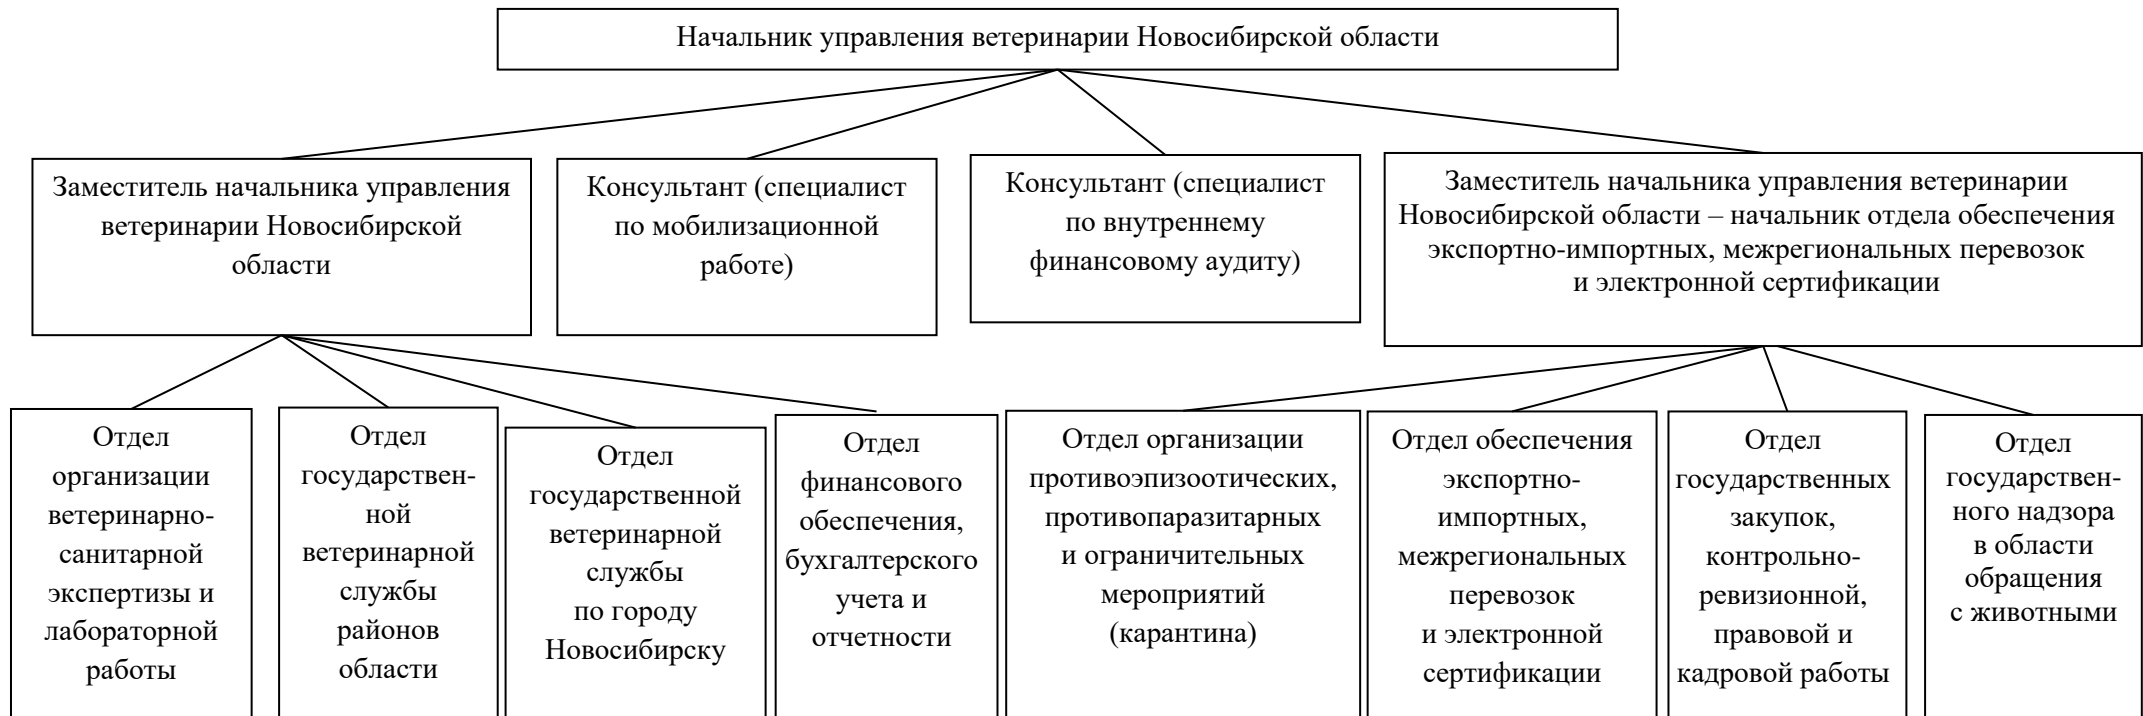 Начальник управления ветеринарии Новосибирской области
Заместитель начальника управления
ветеринарии Новосибирской
области
Консультант (специалист
по мобилизационной
работе)
Консультант (специалист
по внутреннему
финансовому аудиту)
Заместитель начальника управления ветеринарии
Новосибирской области – начальник отдела обеспечения
экспортно-импортных, межрегиональных перевозок
и электронной сертификации
Отдел
организации
ветеринарно-
санитарной
экспертизы и
лабораторной
работы
Отдел
государствен-
ной
ветеринарной
службы
районов
области
Отдел
государственной
ветеринарной
службы
по городу
Новосибирску
Отдел
финансового
обеспечения,
бухгалтерского
учета и
отчетности
Отдел организации
противоэпизоотических,
противопаразитарных
и ограничительных
мероприятий
(карантина)
Отдел обеспечения
экспортно-
импортных,
межрегиональных
перевозок
и электронной
сертификации
Отдел
государственных
закупок,
контрольно-
ревизионной,
правовой и
кадровой работы
Отдел
государствен-
ного надзора
в области
обращения
с животными